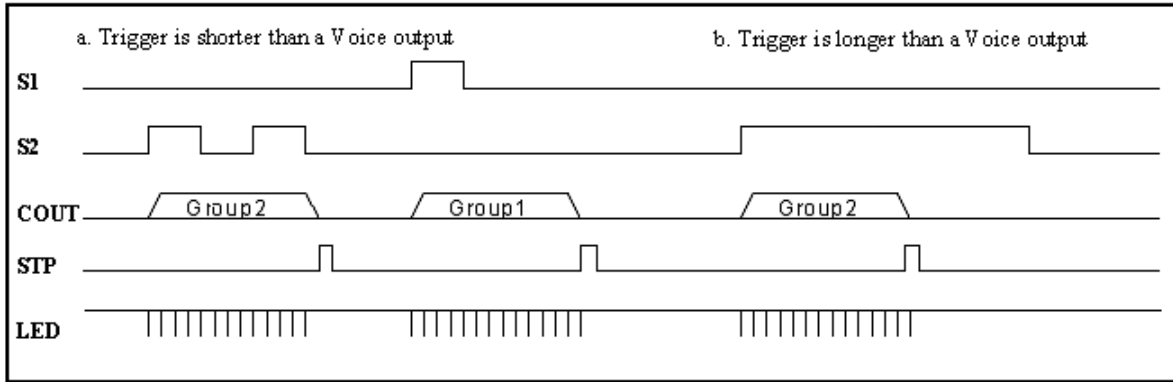 a. Trigger is shorter than a Voice output
b. Trigger is longer than a Voice output
S1
S2
COUT
Group2
Group1
Group2
STP
LED